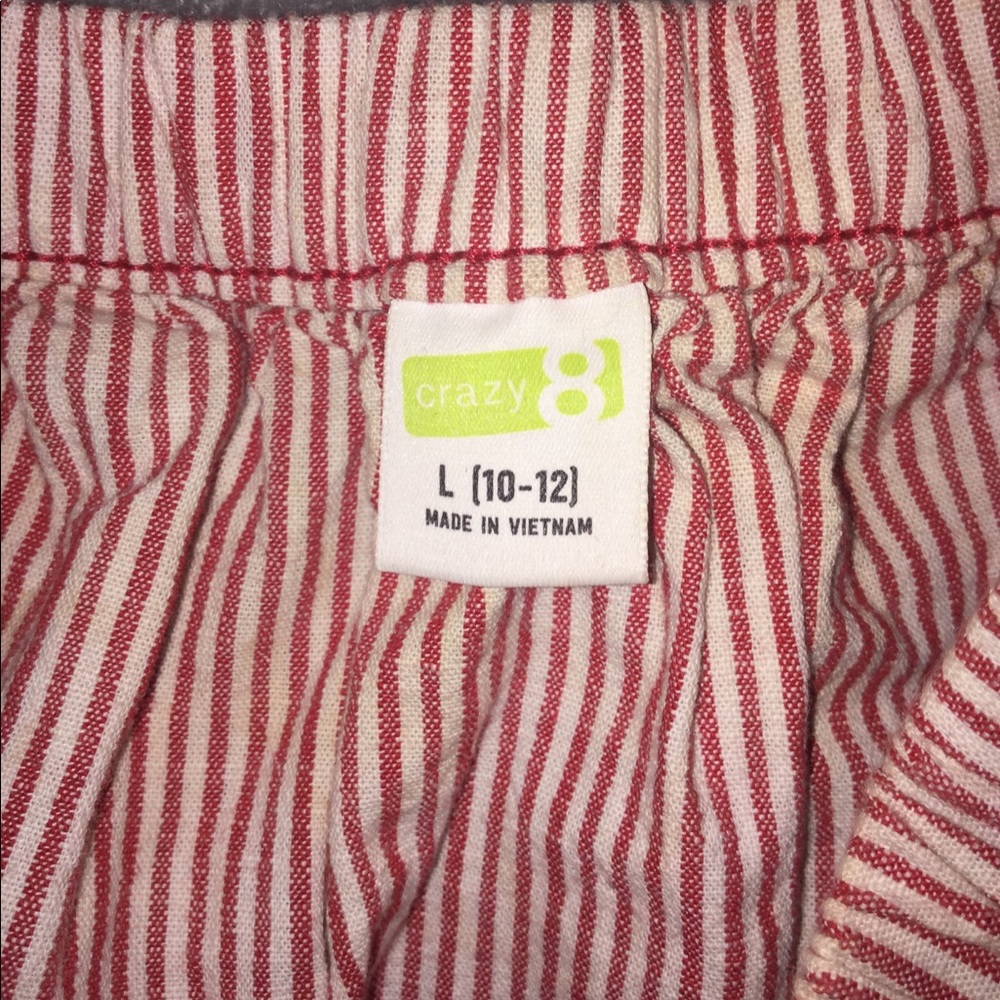 crazy 8
L (10-12)
MADE IN VIETNAM